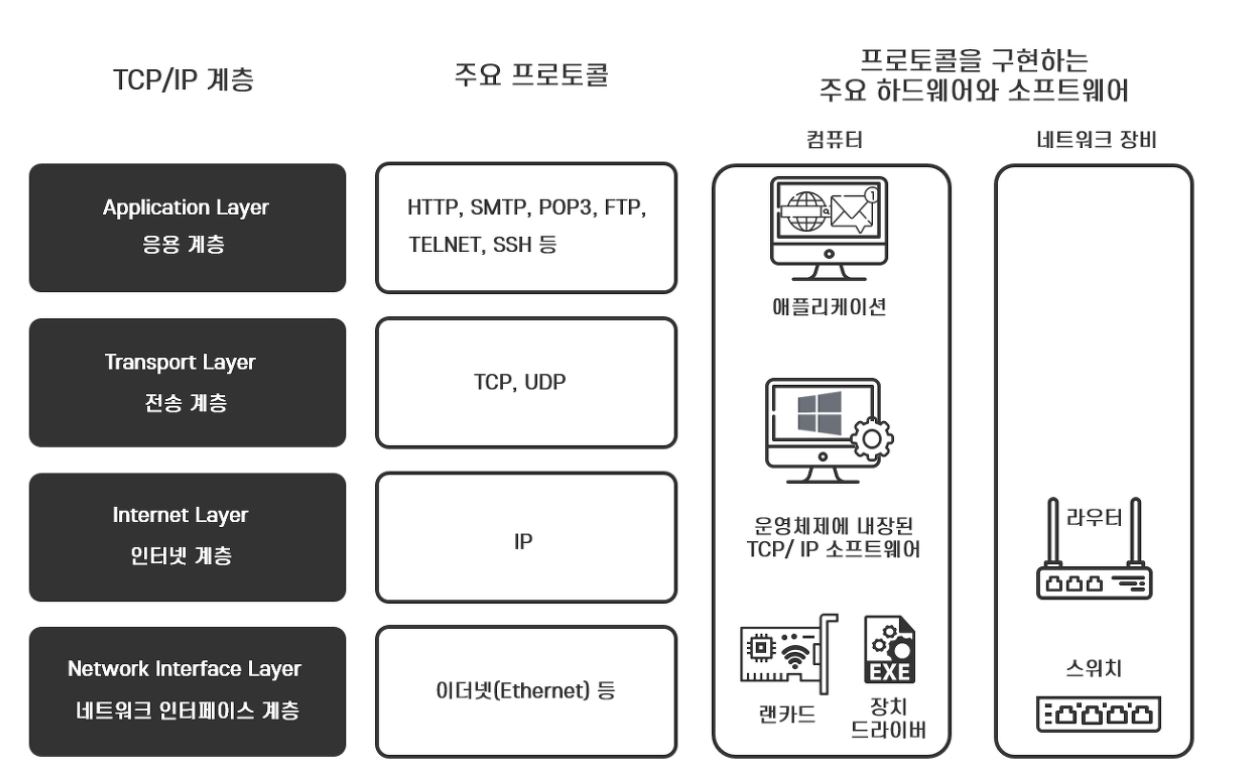 TCP/IP 계층
주요 프로토콜
프로토콜을 구현하는
주요 하드웨어와 소프트웨어
컴퓨터
네트워크 장비
Application Layer
응용 계층
HTTP, SMTP, POP3, FTP,
TELNET, SSH 등
1
애플리케이션
Transport Layer
전송 계층
TCP, UDP
운영체제에 내장된
TCP/ IP 소프트웨어
Internet Layer
인터넷 계층
IP
라우터
Network Interface Layer
네트워크 인터페이스 계층
이더넷(Ethernet) 등
랜카드
EXE
장치
드라이버
스위치